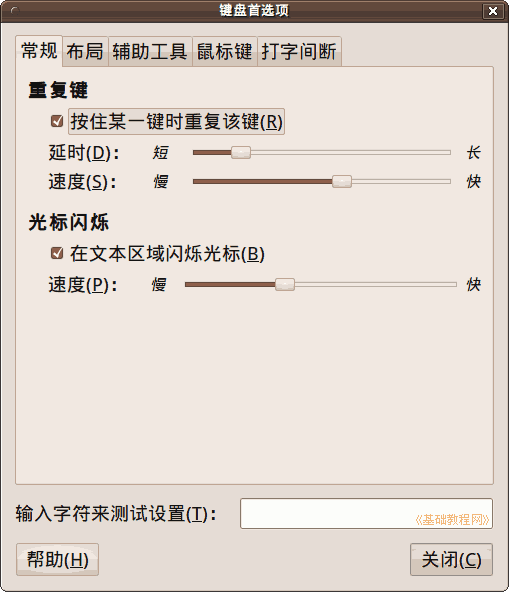 键盘首选项
常规 布局 辅助工具 鼠标键 打字间断
重复键
按住某一键时重复该键(R)
延时(D)： 短 长
速度(S)： 慢 快
光标闪烁
在文本区域闪烁光标(B)
速度(P)： 慢 快
输入字符来测试设置(T)：
《基础教程网》
帮助(H) 关闭(C)